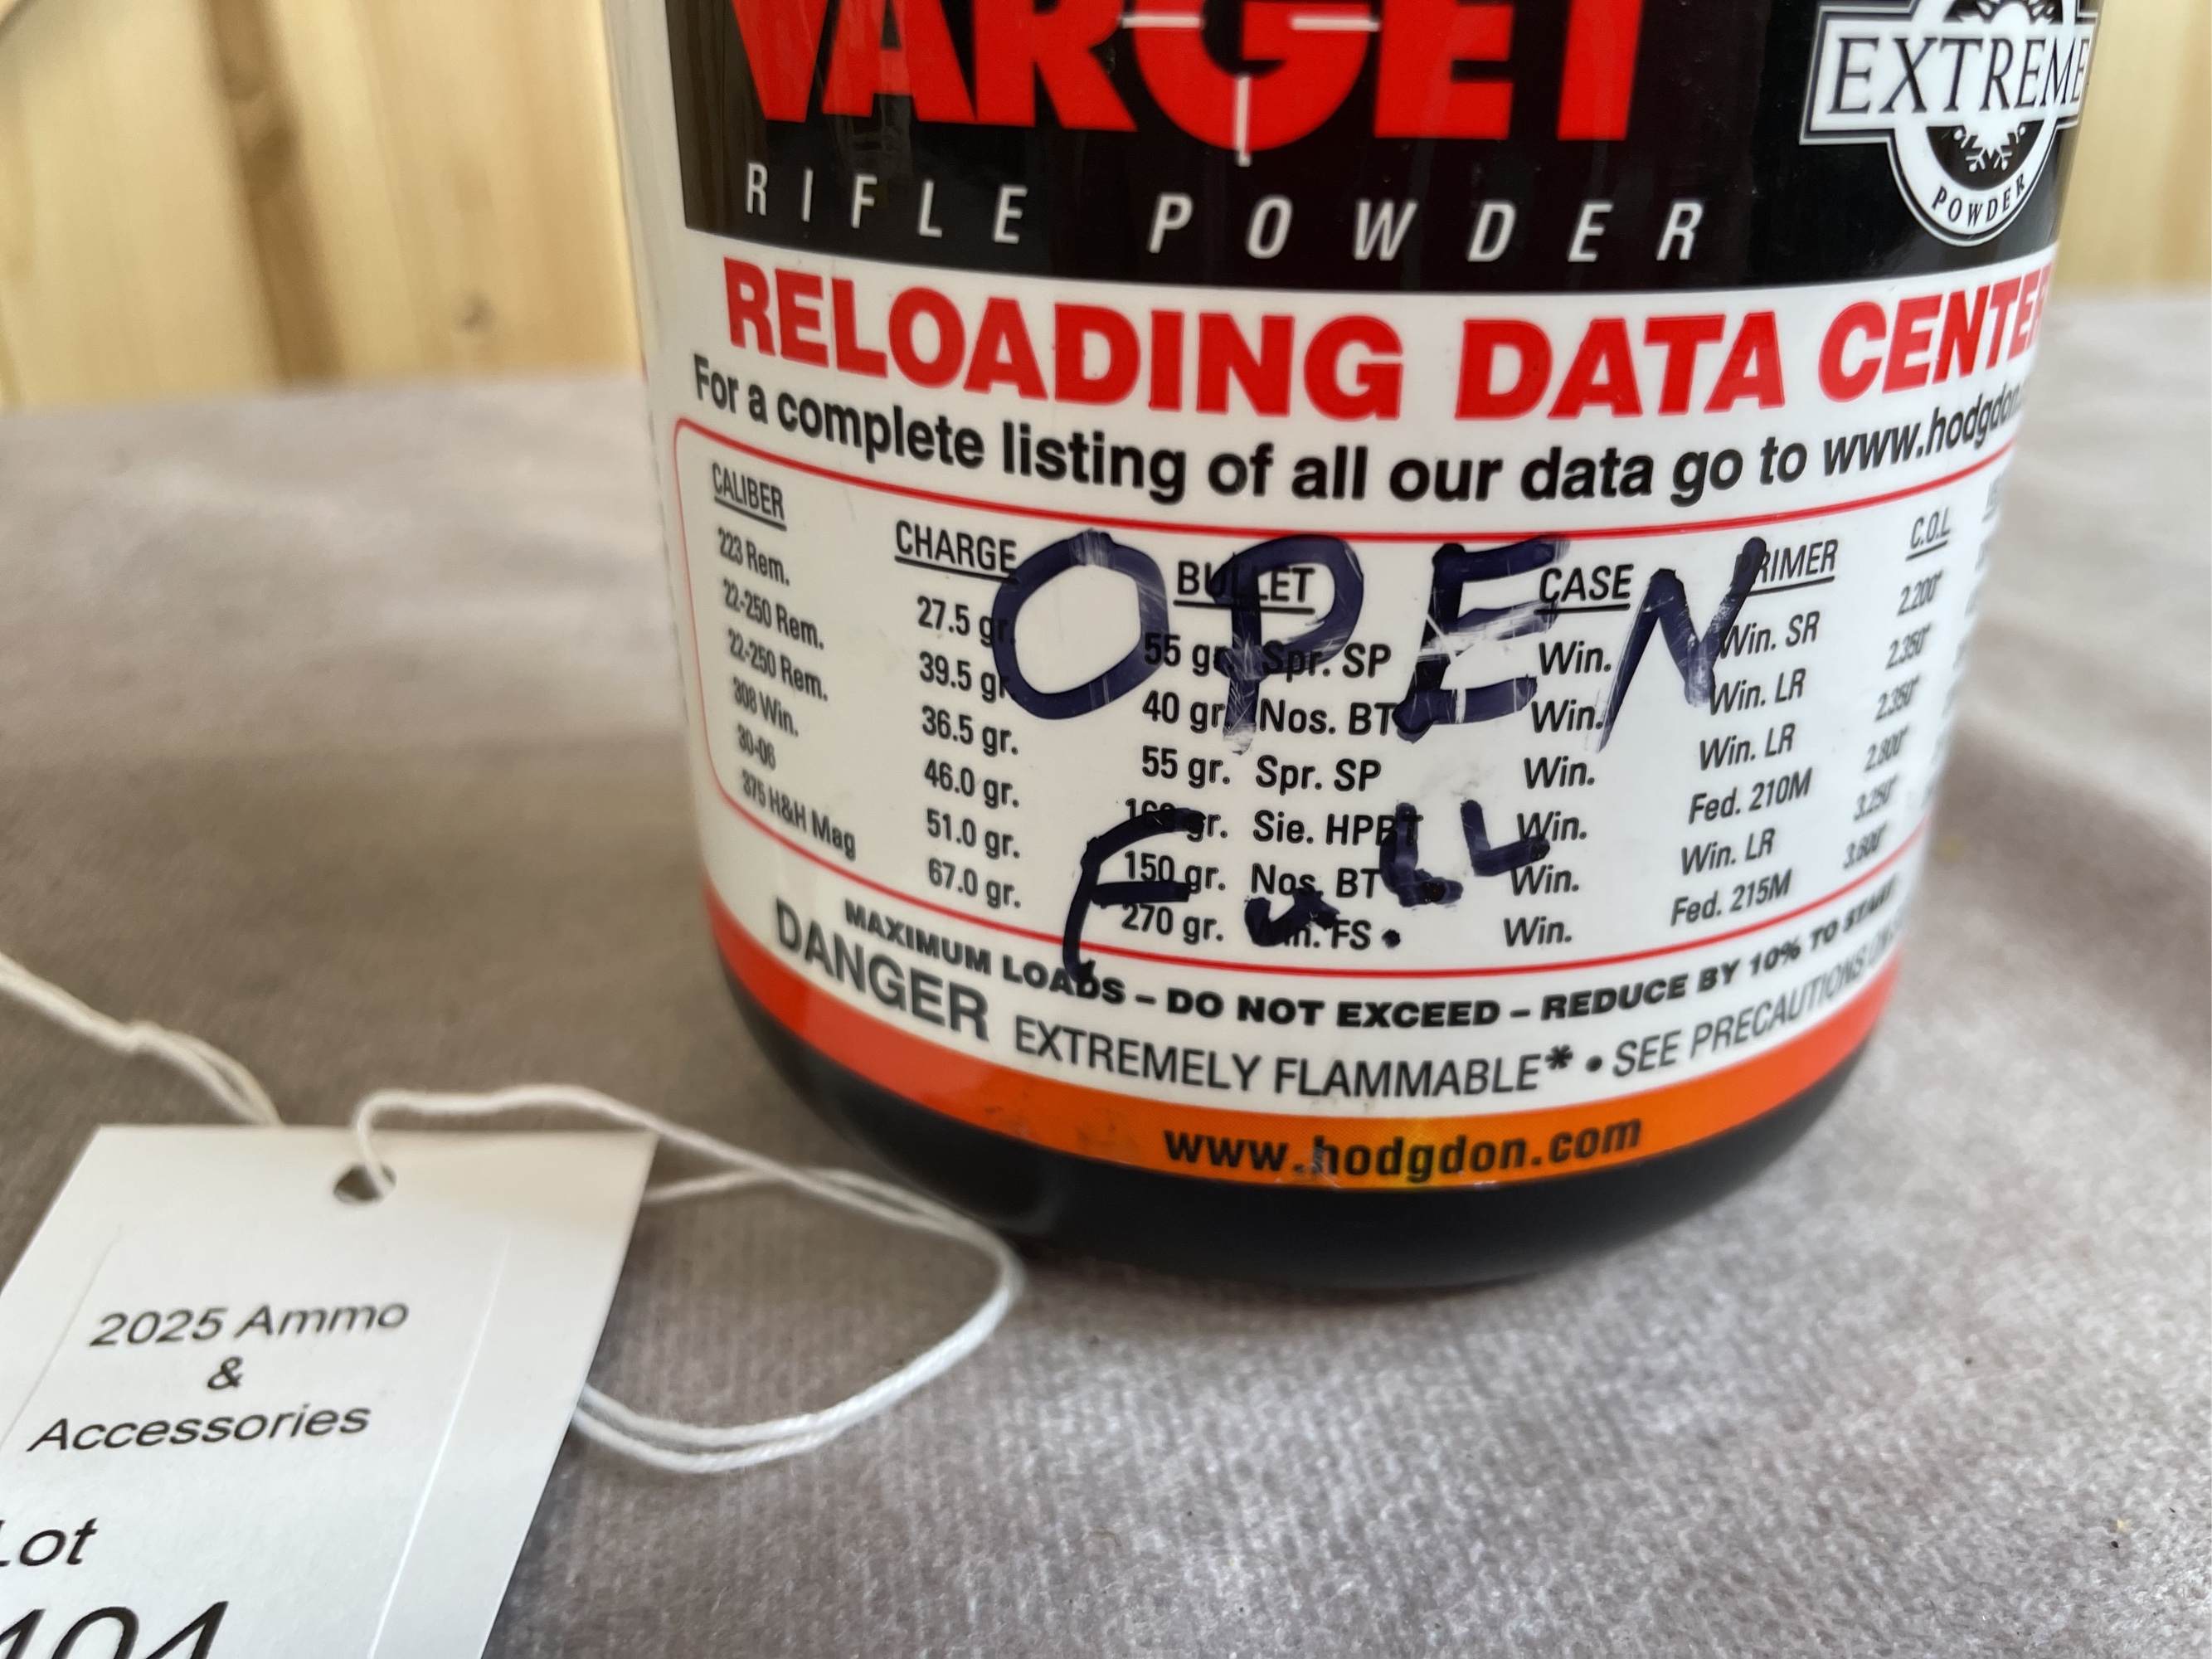 VARGET
EXTREME
POWDER
RIFLE POWDER
RELOADING DATA CENTER
For a complete listing of all our data go to www.hodgdon.
CALIBER CHARGE BULLET CASE PRIMER C.O.L
223 Rem. 27.5 gr. 55 gr. Spr. SP Win. Win. SR 2.200"
22-250 Rem. 39.5 gr. 40 gr. Nos. BT Win. Win. LR 2.350"
22-250 Rem. 36.5 gr. 55 gr. Spr. SP Win. Win. LR 2.350"
308 Win. 46.0 gr. gr. Sie. HPBT Win. Fed. 210M 2.800"
30-06 51.0 gr. 150 gr. Nos. BT Win. Win. LR 3.250"
375 H&H Mag 67.0 gr. 270 gr. Win. FS Win. Fed. 215M 3.600"
OPEN
Full
MAXIMUM LOADS – DO NOT EXCEED – REDUCE BY 10% TO START
DANGER EXTREMELY FLAMMABLE* • SEE PRECAUTIONS
www.hodgdon.com
2025 Ammo
&
Accessories
Lot